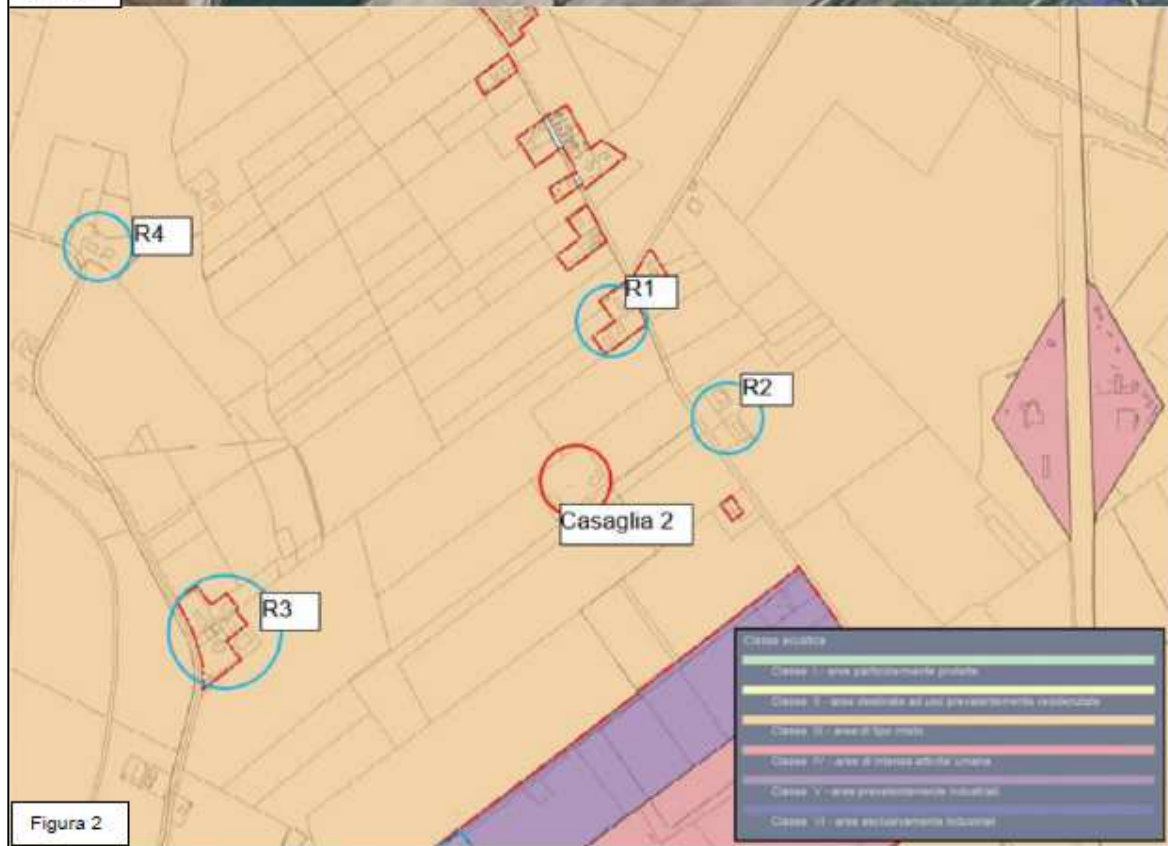 R4
R1
R2
Casaglia 2
R3
Classe acustica
Classe I - aree particolarmente protette
Classe II - aree destinate ad uso prevalentemente residenziale
Classe III - aree di tipo misto
Classe IV - aree di intensa attività umana
Classe V - aree prevalentemente industriali
Classe VI - aree esclusivamente industriali
Figura 2